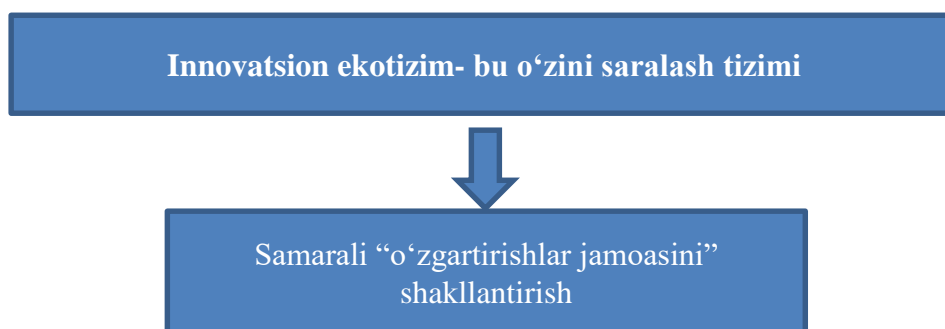 Innovatsion ekotizim- bu o‘zini saralash tizimi
Samarali “o‘zgartirishlar jamoasini”
shakllantirish